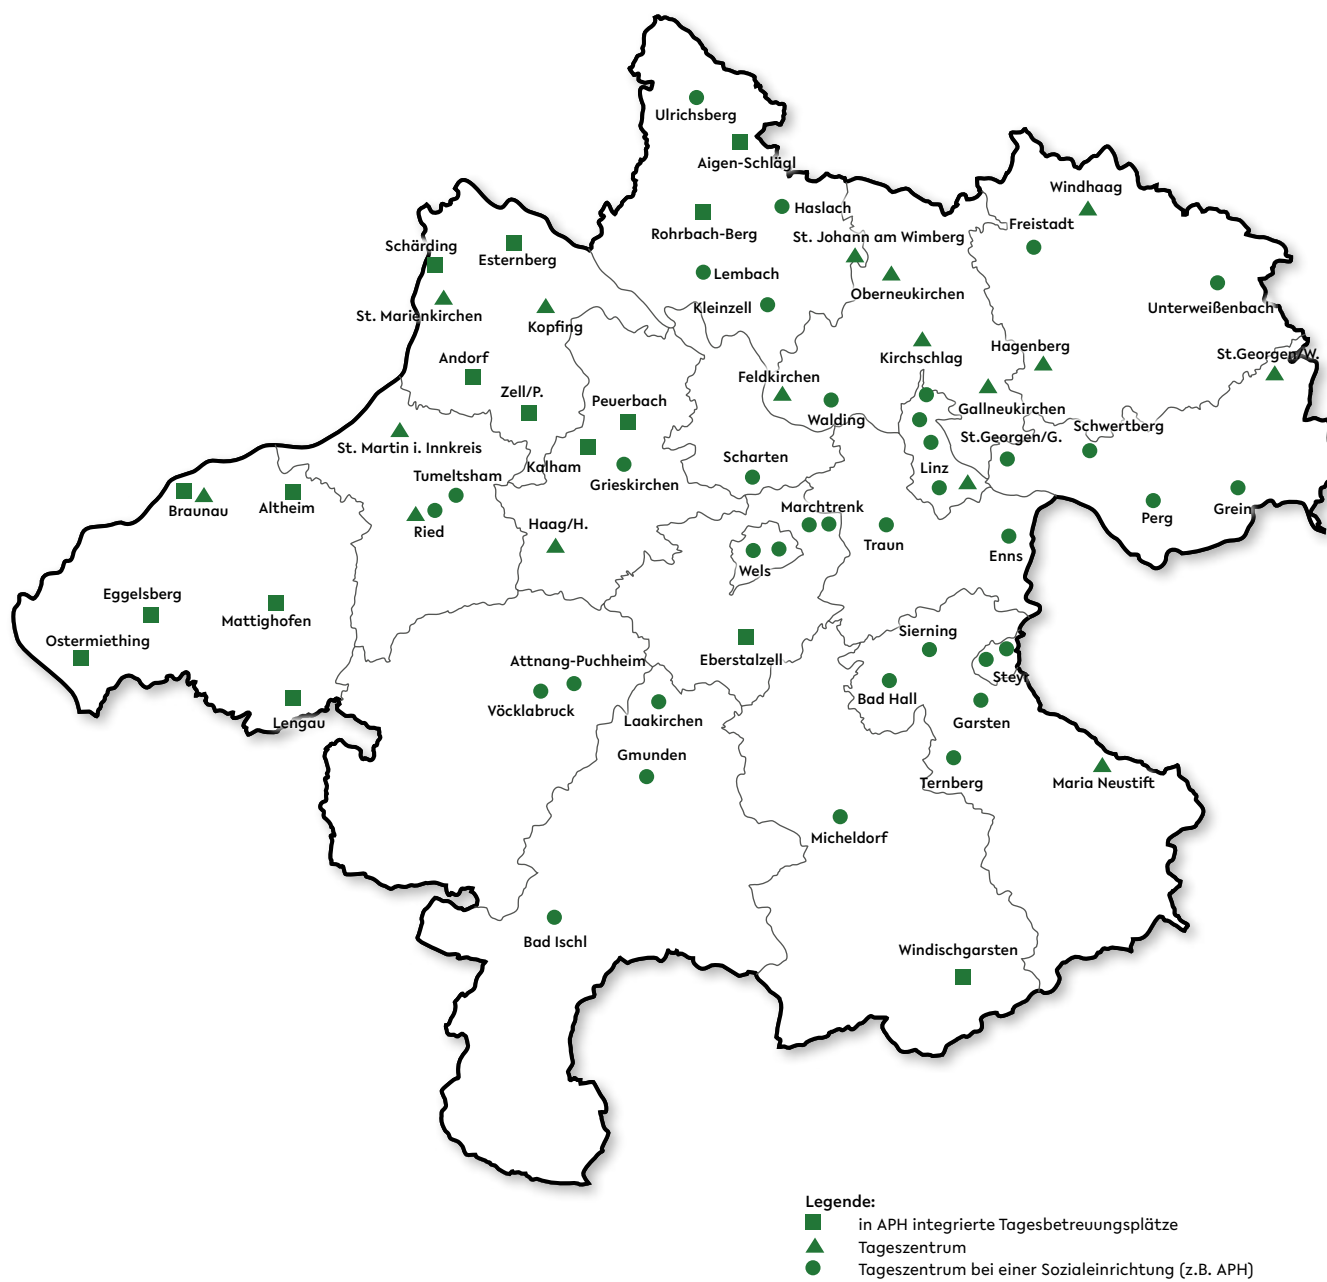 Ulrichsberg
Aigen-Schlägl
Windhaag
Haslach
Freistadt
Rohrbach-Berg
St. Johann am Wimberg
Schärding
Esternberg
Lembach
Oberneukirchen
Kleinzell
Unterweißenbach
St. Marienkirchen
Kopfing
Hagenberg
St.Georgen/W.
Andorf
Kirchschlag
Feldkirchen
Zell/P.
Peuerbach
Gallneukirchen
Walding
Schwertberg
St.Georgen/G.
St. Martin i. Innkreis
Scharten
Kalham
Linz
Tumeltsham
Grieskirchen
Braunau
Altheim
Marchtrenk
Grein
Perg
Haag/H.
Ried
Traun
Enns
Wels
Eggelsberg
Mattighofen
Sierning
Ostermiething
Attnang-Puchheim
Eberstalzell
Steyr
Bad Hall
Vöcklabruck
Laakirchen
Garsten
Lengau
Gmunden
Ternberg
Maria Neustift
Micheldorf
Bad Ischl
Windischgarsten
Legende:
in APH integrierte Tagesbetreuungsplätze
Tageszentrum
Tageszentrum bei einer Sozialeinrichtung (z.B. APH)